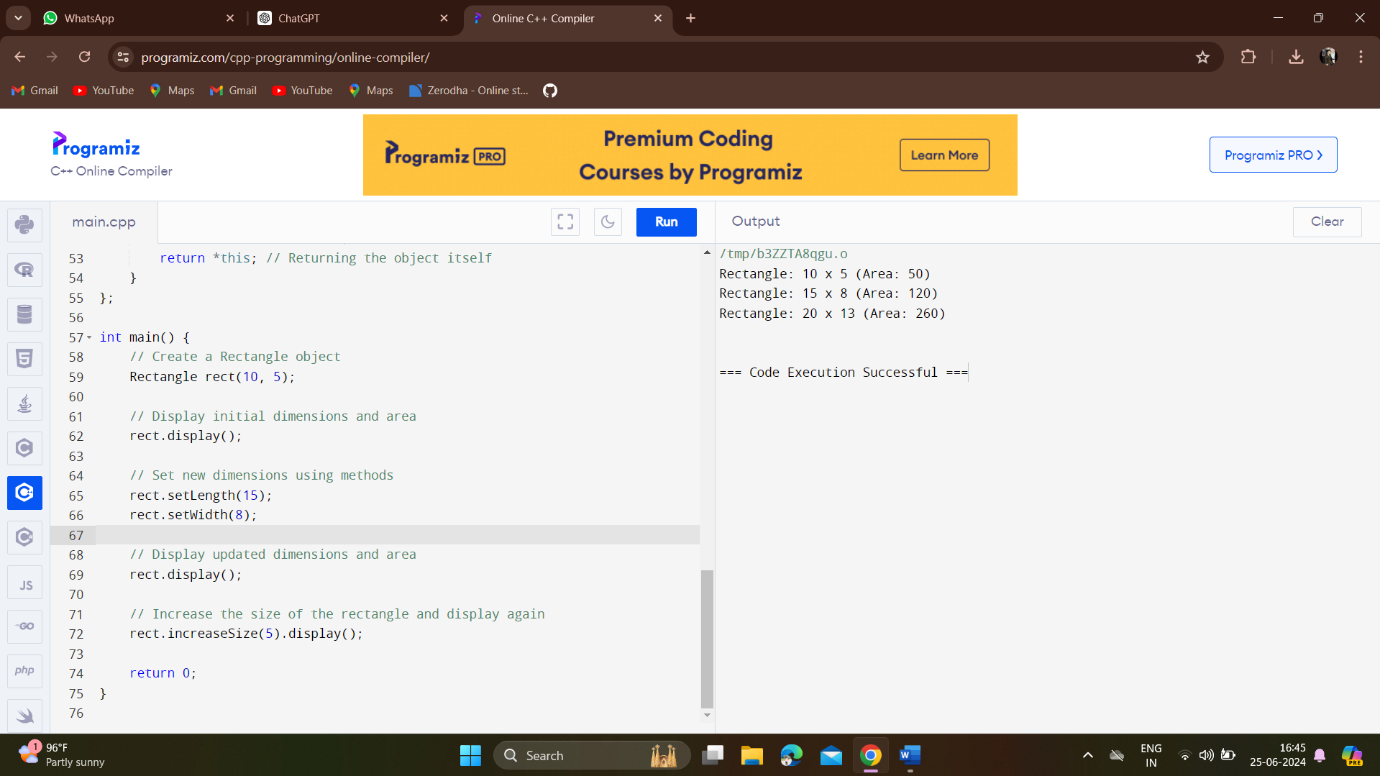 WhatsApp
ChatGPT
Online C++ Compiler
programiz.com/cpp-programming/online-compiler/
Gmail YouTube Maps Gmail YouTube Maps Zerodha - Online st...
Programiz
C++ Online Compiler
Programiz PRO
Premium Coding
Courses by Programiz
Learn More
Programiz PRO >
main.cpp
Run
Output
Clear
53 return *this; // Returning the object itself
54 }
55 };
56
57 int main() {
58 // Create a Rectangle object
59 Rectangle rect(10, 5);
60
61 // Display initial dimensions and area
62 rect.display();
63
64 // Set new dimensions using methods
65 rect.setLength(15);
66 rect.setWidth(8);
67
68 // Display updated dimensions and area
69 rect.display();
70
71 // Increase the size of the rectangle and display again
72 rect.increaseSize(5).display();
73
74 return 0;
75 }
76
/tmp/b3ZZTA8qgu.o
Rectangle: 10 x 5 (Area: 50)
Rectangle: 15 x 8 (Area: 120)
Rectangle: 20 x 13 (Area: 260)
=== Code Execution Successful ===
JS
GO
php
1
96°F
Partly sunny
Search
W
ENG
IN
16:45
25-06-2024
PRE